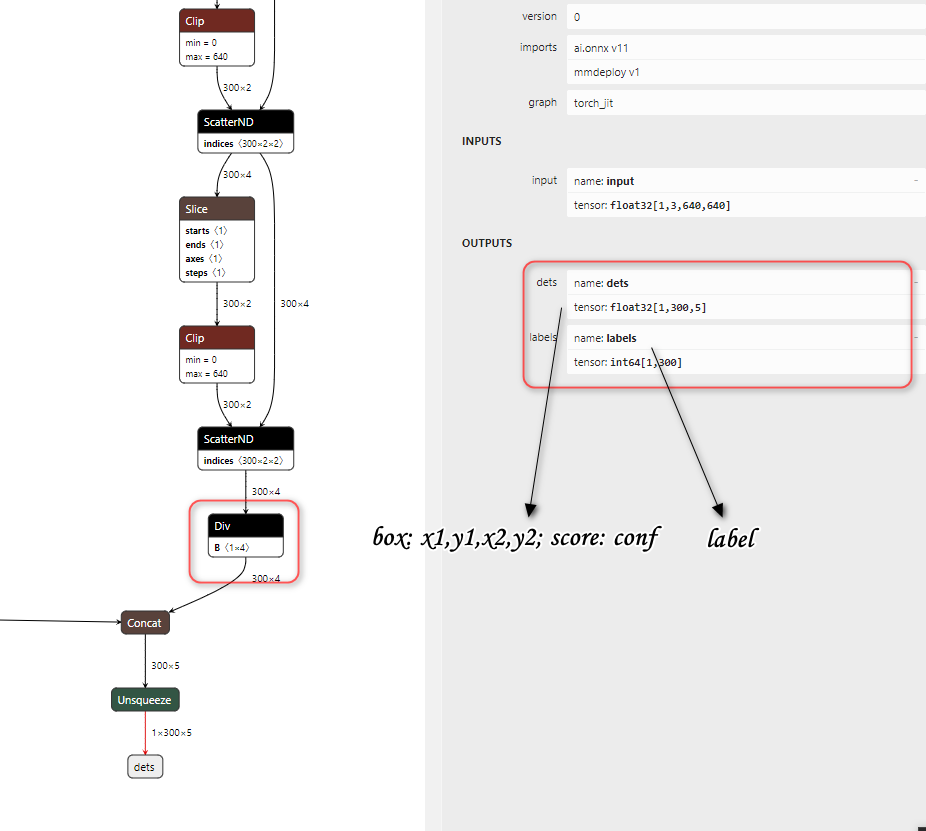 Clip
min = 0
max = 640
300×2
ScatterND
indices 〈300×2×2〉
300×4
Slice
starts 〈1〉
ends 〈1〉
axes 〈1〉
steps 〈1〉
300×2
300×4
Clip
min = 0
max = 640
300×2
ScatterND
indices 〈300×2×2〉
300×4
Div
B 〈1×4〉
300×4
Concat
300×5
Unsqueeze
1×300×5
dets
version 0
imports ai.onnx v11
mmdeploy v1
graph torch_jit
INPUTS
input name: input -
tensor: float32[1,3,640,640]
OUTPUTS
dets name: dets -
tensor: float32[1,300,5]
labels name: labels -
tensor: int64[1,300]
box: x1,y1,x2,y2; score: conf label